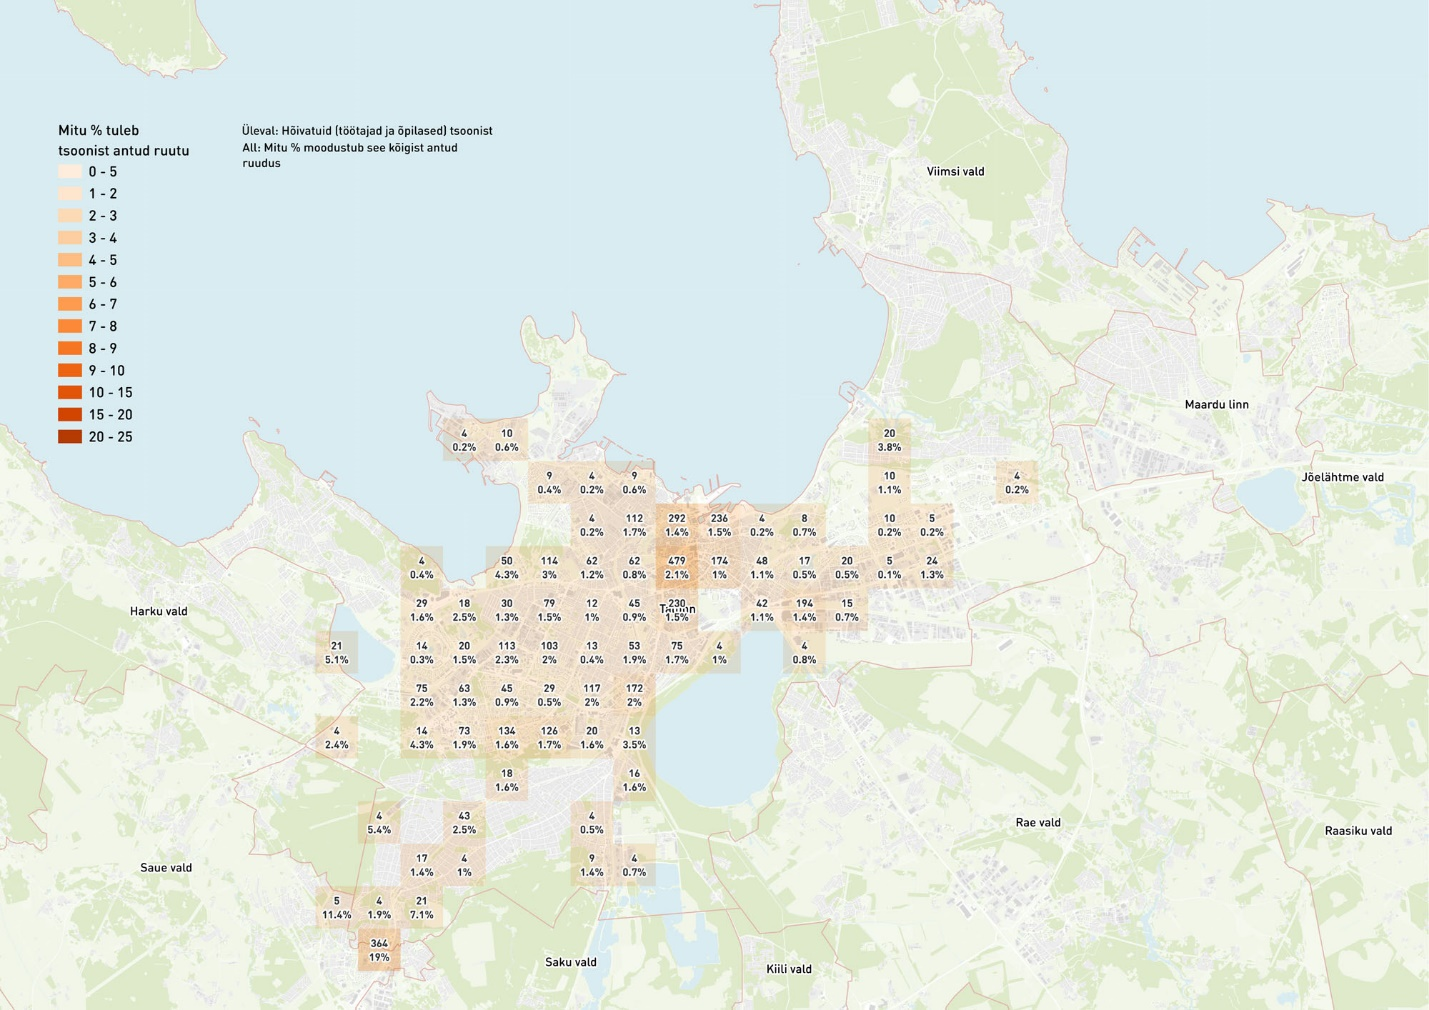 Mitu % tuleb
tsoonist antud ruutu
0 - 5
1 - 2
2 - 3
3 - 4
4 - 5
5 - 6
6 - 7
7 - 8
8 - 9
9 - 10
10 - 15
15 - 20
20 - 25
Üleval: Hõivatuid (töötajad ja õpilased) tsoonist
All: Mitu % moodustub see kõigist antud
ruudus
Viimsi vald
Maardu linn
Jõelähtme vald
Harku vald
Tallinn
Rae vald
Raasiku vald
Saue vald
Saku vald
Kiili vald
4 10 20
0.2% 0.6% 3.8%
9 4 9 10 4
0.4% 0.2% 0.6% 1.1% 0.2%
4 112 292 236 4 8 10 5
0.2% 1.7% 1.4% 1.5% 0.2% 0.7% 0.2% 0.2%
4 50 114 62 62 479 174 48 17 20 5 24
0.4% 4.3% 3% 1.2% 0.8% 2.1% 1% 1.1% 0.5% 0.5% 0.1% 1.3%
29 18 30 79 12 45 230 42 194 15
1.6% 2.5% 1.3% 1.5% 1% 0.9% 1.5% 1.1% 1.4% 0.7%
21 14 20 113 103 13 53 75 4 4
5.1% 0.3% 1.5% 2.3% 2% 0.4% 1.9% 1.7% 1% 0.8%
75 63 45 29 117 172
2.2% 1.3% 0.9% 0.5% 2% 2%
4 14 73 134 126 20 13
2.4% 4.3% 1.9% 1.6% 1.7% 1.6% 3.5%
18 16
1.6% 1.6%
4 43 4
5.4% 2.5% 0.5%
17 4 9 4
1.4% 1% 1.4% 0.7%
5 4 21
11.4% 1.9% 7.1%
364
19%